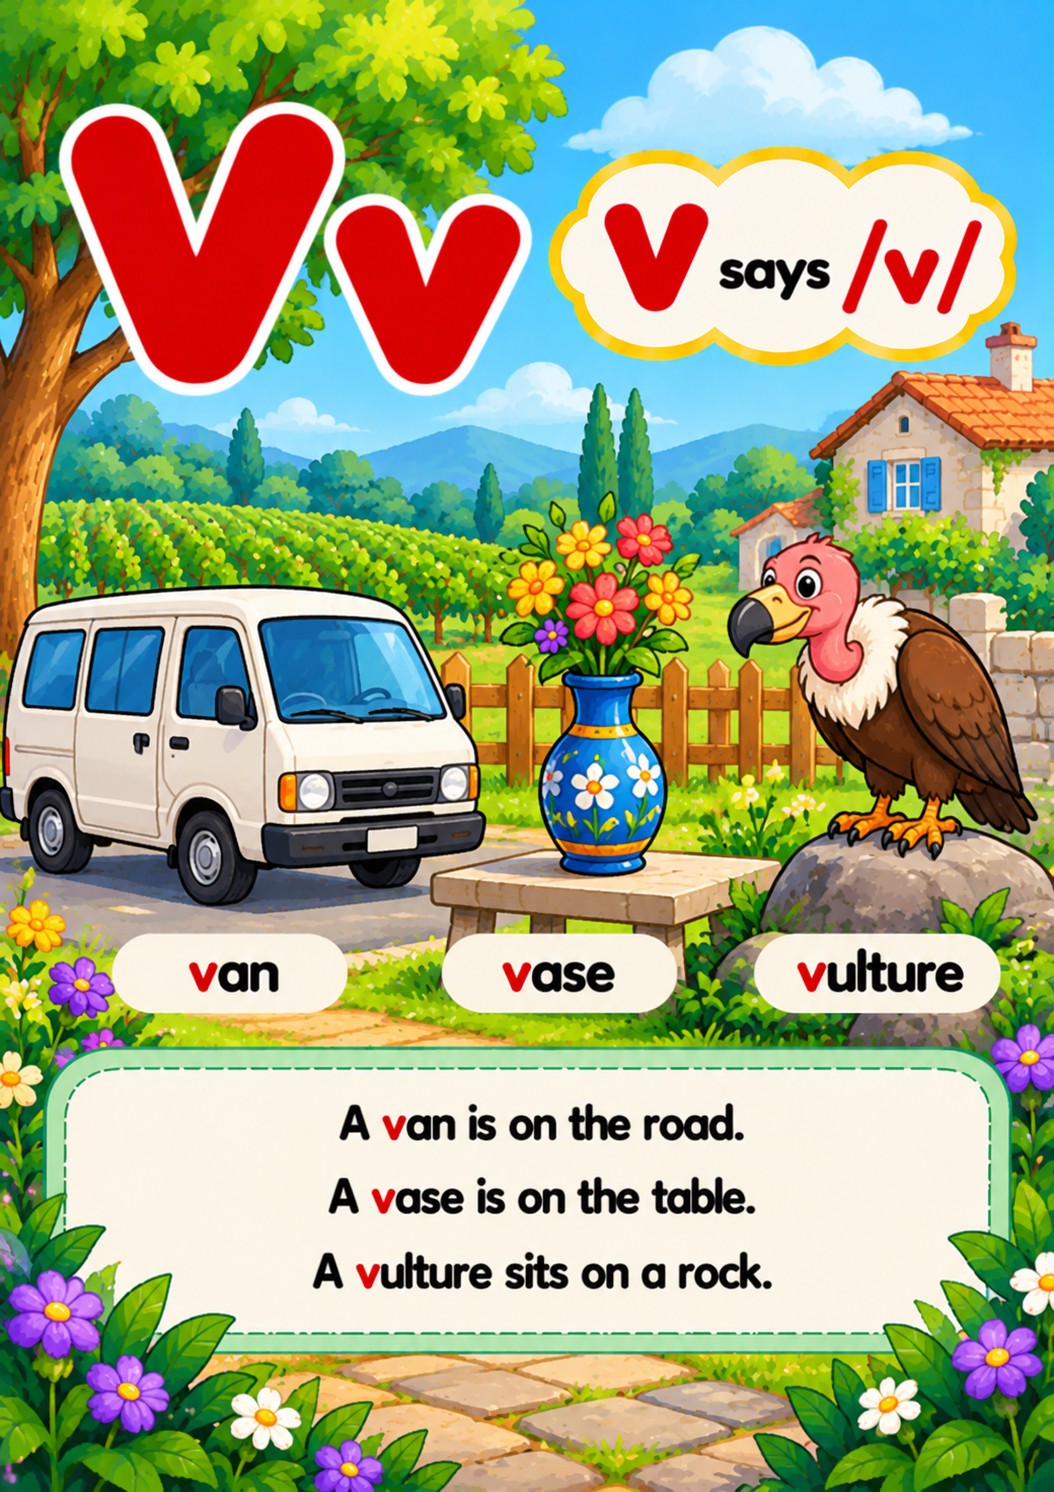 Vv
v says /v/
van
vase
vulture
A van is on the road.
A vase is on the table.
A vulture sits on a rock.